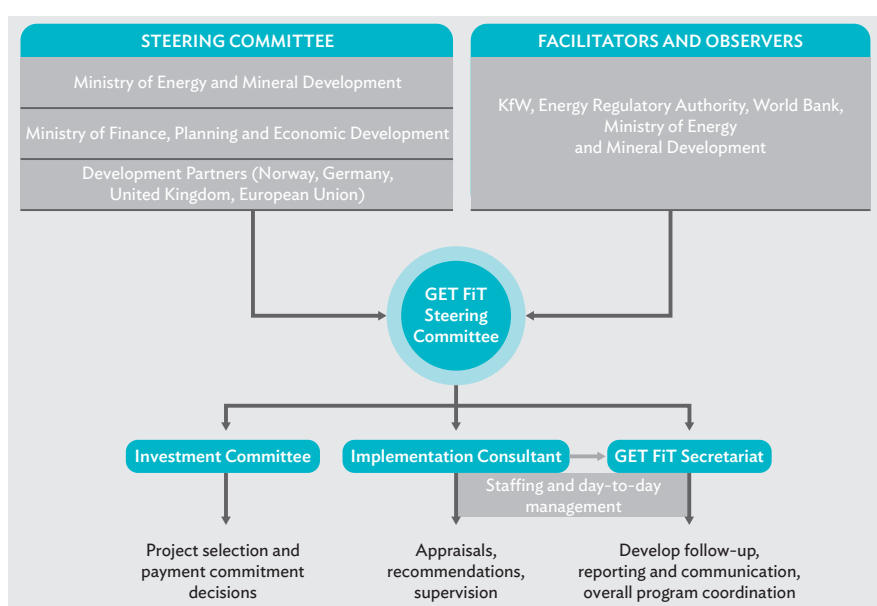 STEERING COMMITTEE
Ministry of Energy and Mineral Development
Ministry of Finance, Planning and Economic Development
Development Partners (Norway, Germany,
United Kingdom, European Union)
FACILITATORS AND OBSERVERS
KfW, Energy Regulatory Authority, World Bank,
Ministry of Energy
and Mineral Development
GET FiT
Steering
Committee
Investment Committee
Implementation Consultant
GET FiT Secretariat
Staffing and day-to-day
management
Project selection and
payment commitment
decisions
Appraisals,
recommendations,
supervision
Develop follow-up,
reporting and communication,
overall program coordination